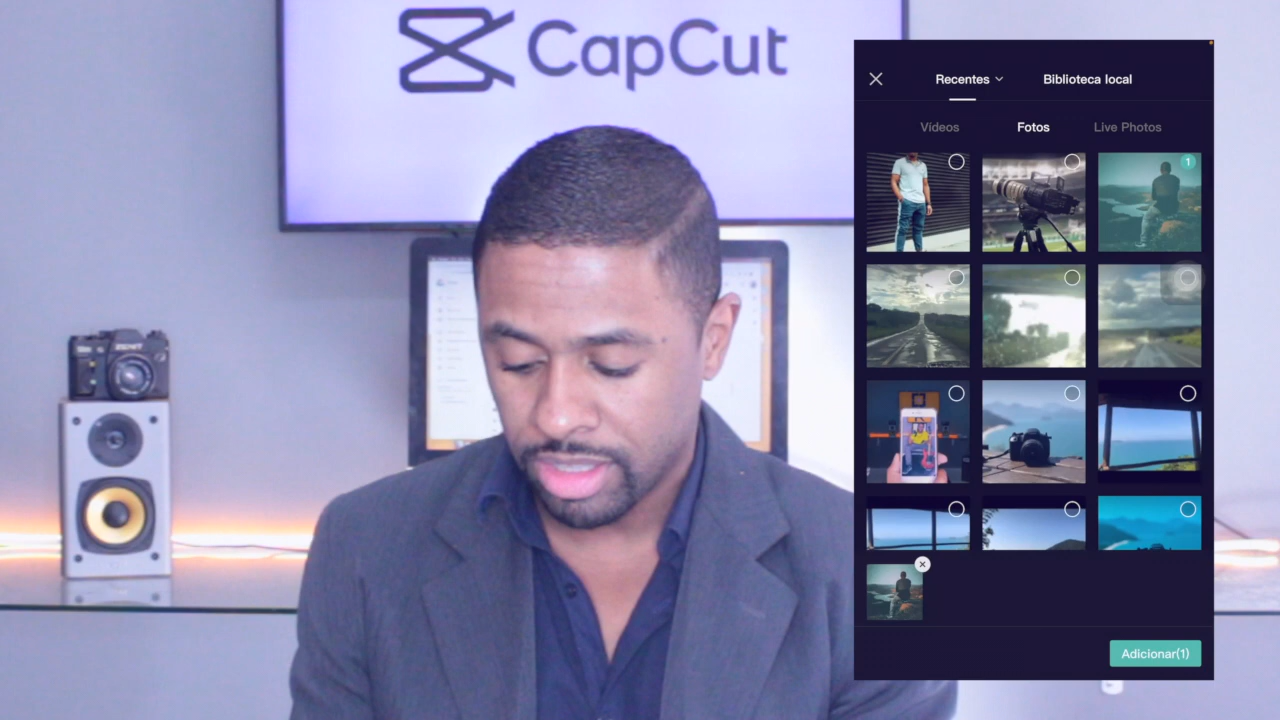 CapCut
Recentes
Biblioteca local
Vídeos
Fotos
Live Photos
1
Adicionar(1)